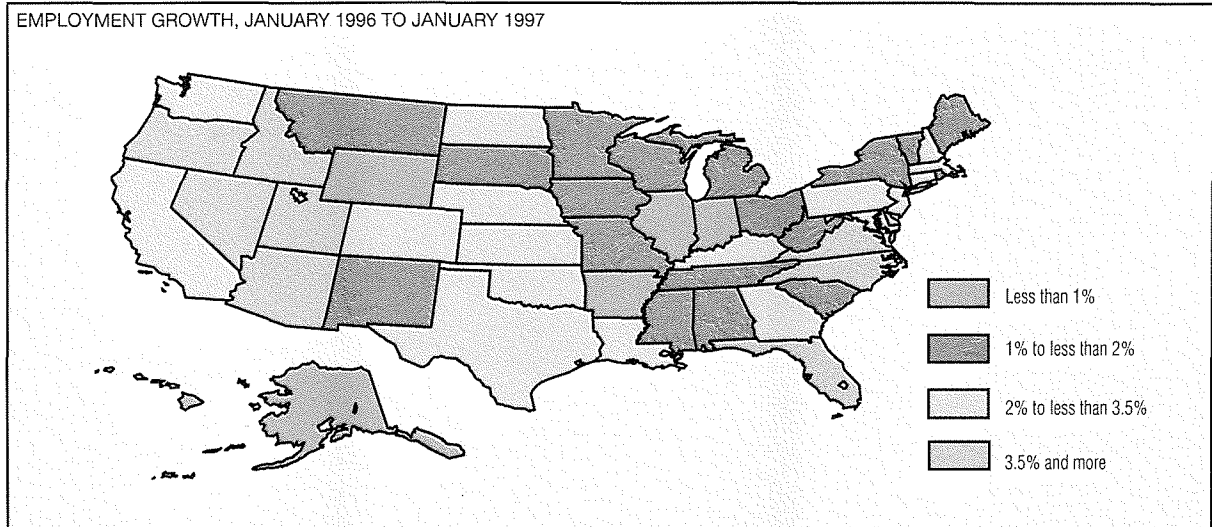 EMPLOYMENT GROWTH, JANUARY 1996 TO JANUARY 1997
Less than 1%
1% to less than 2%
2% to less than 3.5%
3.5% and more